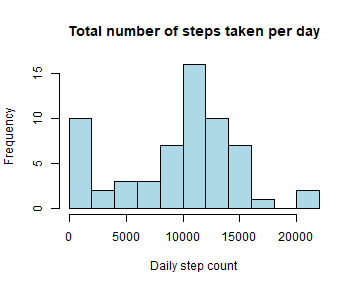 Total number of steps taken per day
Frequency
15
10
5
0
0 5000 10000 15000 20000
Daily step count